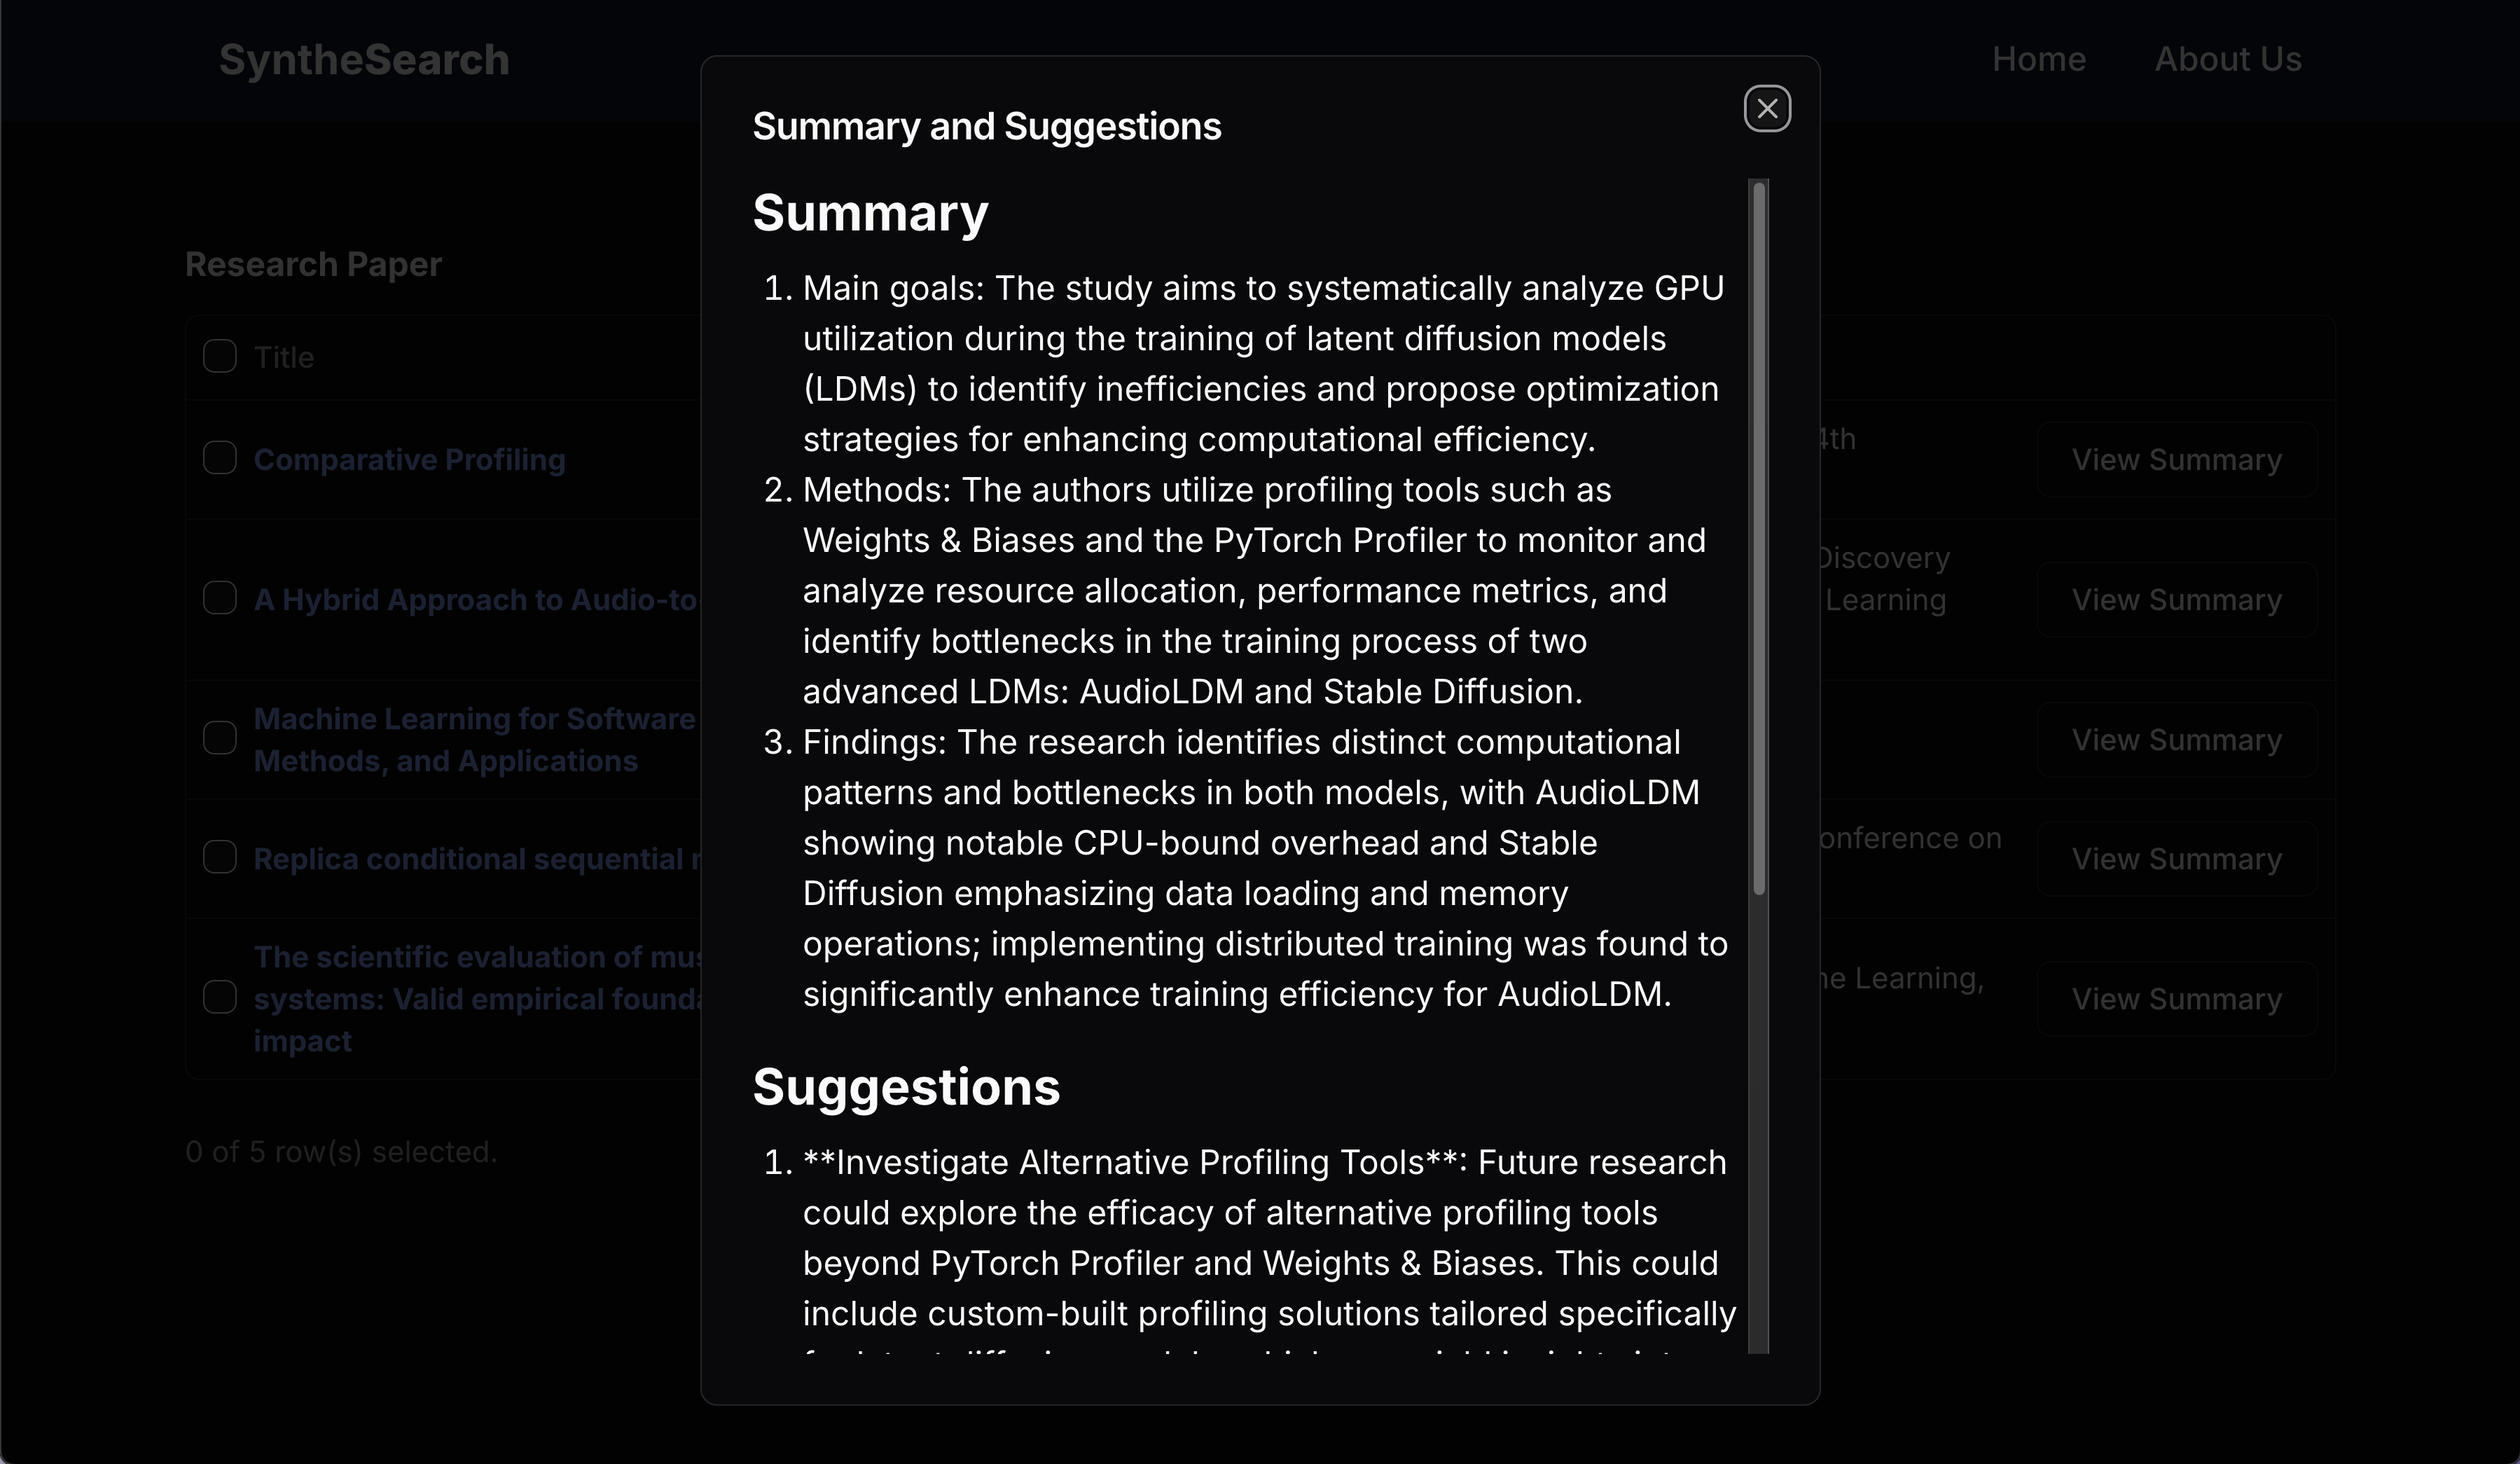 SyntheSearch
Home
About Us
Research Paper
Title
Comparative Profiling
4th
View Summary
A Hybrid Approach to Audio-to-
Discovery
Learning
View Summary
Machine Learning for Software
Methods, and Applications
View Summary
Replica conditional sequential
onference on
View Summary
The scientific evaluation of
systems: Valid empirical
impact
Learning,
View Summary
0 of 5 row(s) selected.
Summary and Suggestions
Summary
1. Main goals: The study aims to systematically analyze GPU
utilization during the training of latent diffusion models
(LDMs) to identify inefficiencies and propose optimization
strategies for enhancing computational efficiency.
2. Methods: The authors utilize profiling tools such as
Weights & Biases and the PyTorch Profiler to monitor and
analyze resource allocation, performance metrics, and
identify bottlenecks in the training process of two
advanced LDMs: AudioLDM and Stable Diffusion.
3. Findings: The research identifies distinct computational
patterns and bottlenecks in both models, with AudioLDM
showing notable CPU-bound overhead and Stable
Diffusion emphasizing data loading and memory
operations; implementing distributed training was found to
significantly enhance training efficiency for AudioLDM.
Suggestions
1. **Investigate Alternative Profiling Tools**: Future research
could explore the efficacy of alternative profiling tools
beyond PyTorch Profiler and Weights & Biases. This could
include custom-built profiling solutions tailored specifically